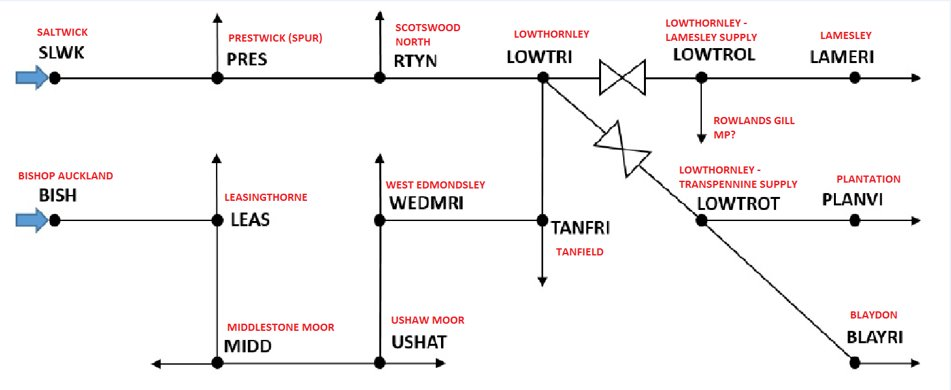 SALTWICK
SLWK
PRESTWICK (SPUR)
PRES
SCOTSWOOD
NORTH
RTYN
LOWTHORNLEY
LOWTRI
LOWTHORNLEY -
LAMESLEY SUPPLY
LOWTROL
LAMESLEY
LAMERI
ROWLANDS GILL
MP?
BISHOP AUCKLAND
BISH
LEASINGTHORNE
LEAS
WEST EDMONDSLEY
WEDMRI
TANFRI
TANFIELD
LOWTHORNLEY -
TRANSPENNINE SUPPLY
LOWTROT
PLANTATION
PLANVI
MIDDLESTONE MOOR
MIDD
USHAW MOOR
USHAT
BLAYDON
BLAYRI